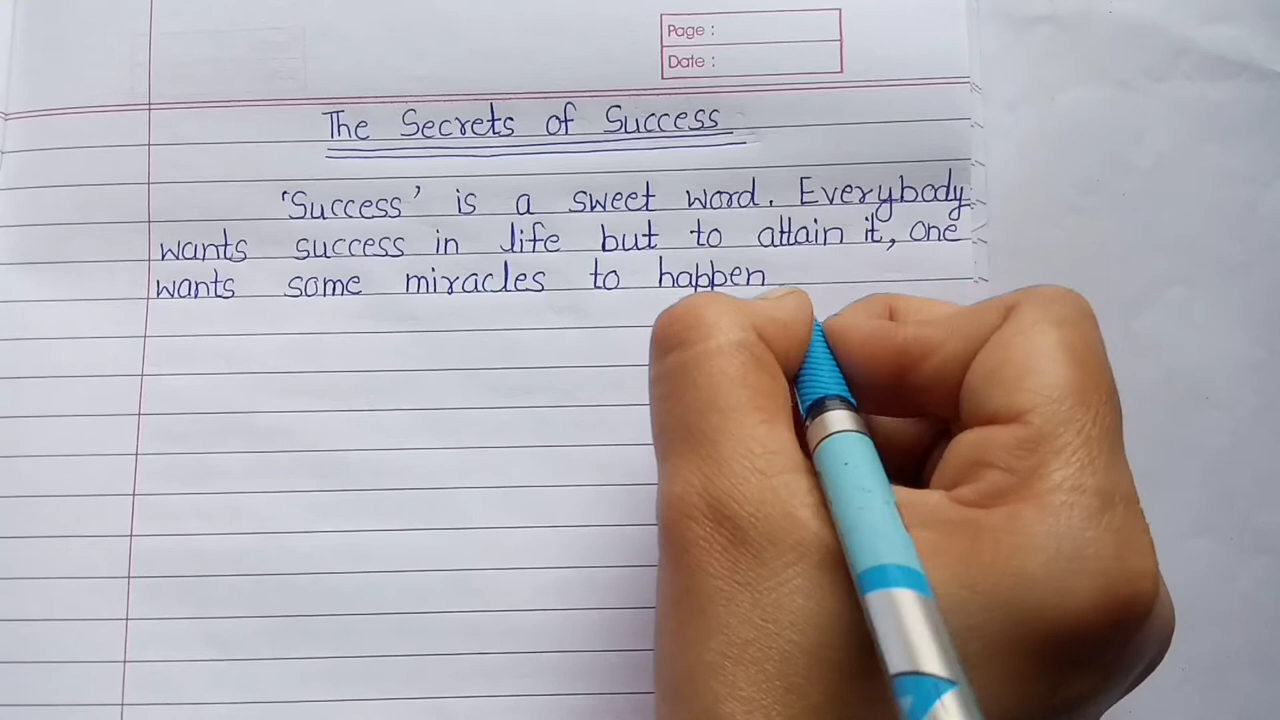 Page :
Date :
The Secrets of Success
'Success' is a sweet word. Everybody
wants success in life but to attain it, one
wants some miracles to happen